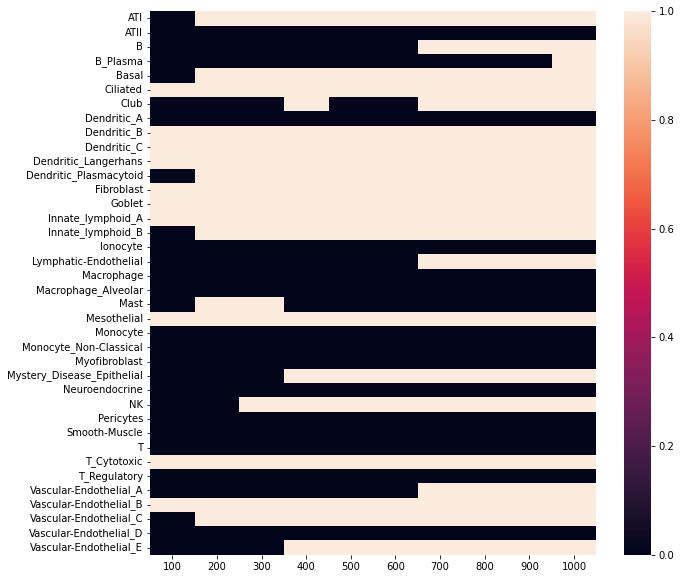 ATI
ATII
B
B_Plasma
Basal
Ciliated
Club
Dendritic_A
Dendritic_B
Dendritic_C
Dendritic_Langerhans
Dendritic_Plasmacytoid
Fibroblast
Goblet
Innate_lymphoid_A
Innate_lymphoid_B
Ionocyte
Lymphatic-Endothelial
Macrophage
Macrophage_Alveolar
Mast
Mesothelial
Monocyte
Monocyte_Non-Classical
Myofibroblast
Mystery_Disease_Epithelial
Neuroendocrine
NK
Pericytes
Smooth-Muscle
T
T_Cytotoxic
T_Regulatory
Vascular-Endothelial_A
Vascular-Endothelial_B
Vascular-Endothelial_C
Vascular-Endothelial_D
Vascular-Endothelial_E
100 200 300 400 500 600 700 800 900 1000
1.0
0.8
0.6
0.4
0.2
0.0